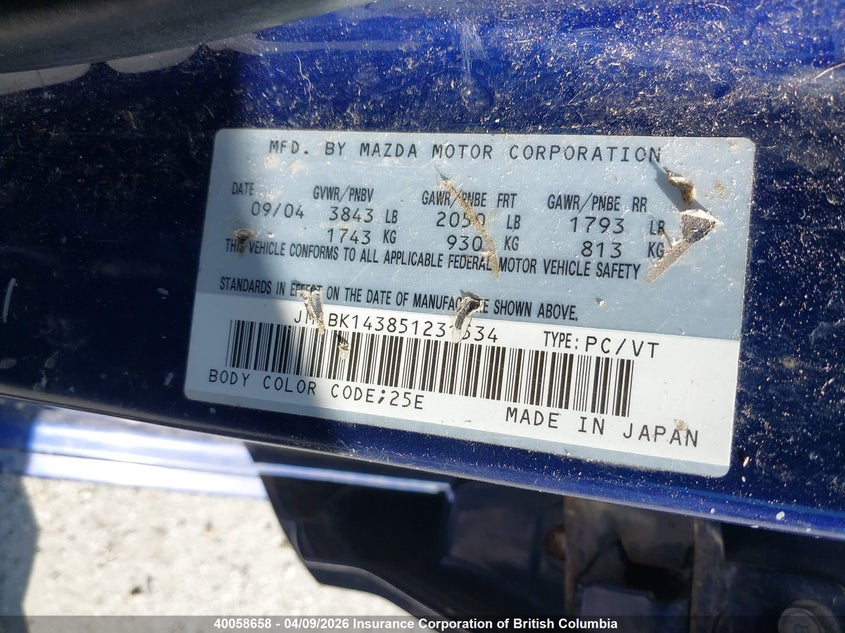 MFD. BY MAZDA MOTOR CORPORATION
DATE GVWR/PNBV GAWR/PNBE FRT GAWR/PNBE RR
09/04 3843 LB 2050 LB 1793 LB
1743 KG 930 KG 813 KG
THIS VEHICLE CONFORMS TO ALL APPLICABLE FEDERAL MOTOR VEHICLE SAFETY
STANDARDS IN EFFECT ON THE DATE OF MANUFACTURE SHOWN ABOVE.
TYPE:PC/VT
BODY COLOR CODE;25E
MADE IN JAPAN
40058658 - 04/09/2026 Insurance Corporation of British Columbia